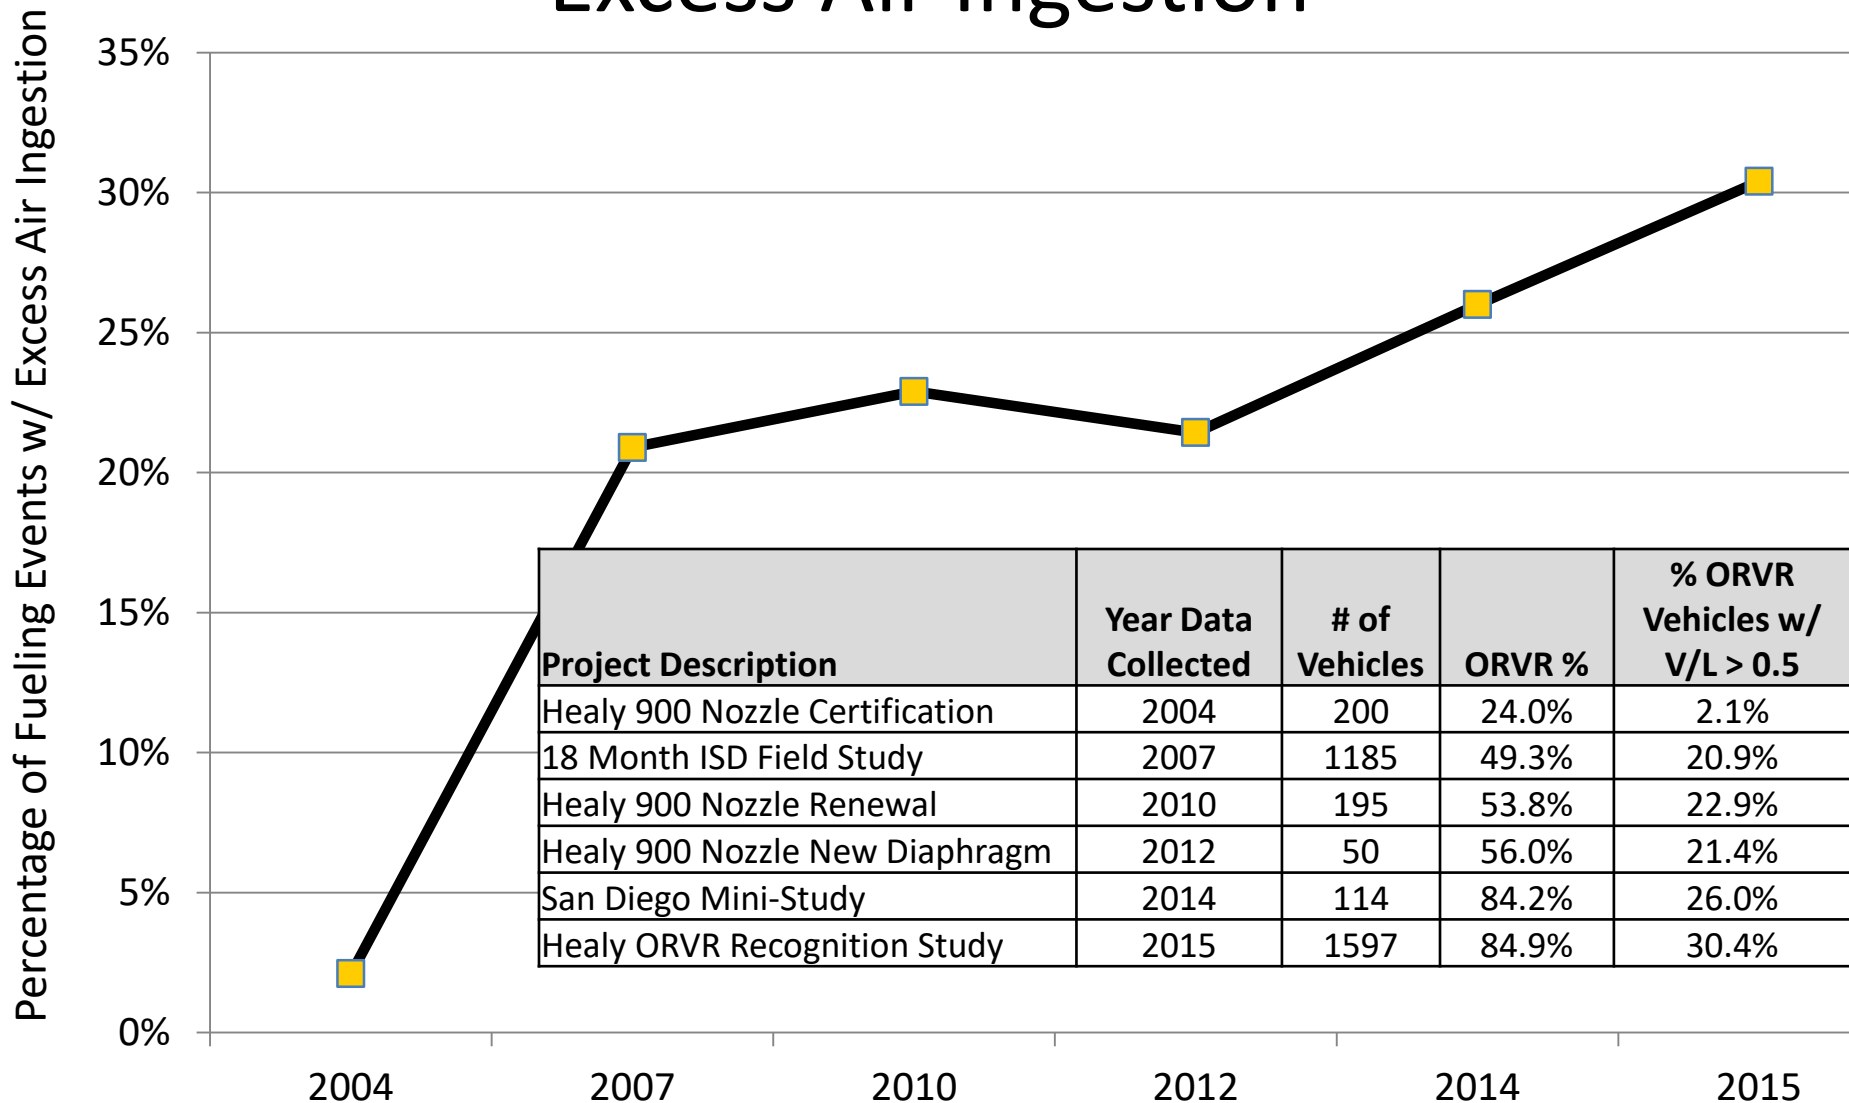 Excess Air Ingestion
Percentage of Fueling Events w/ Excess Air Ingestion
35%
30%
25%
20%
15%
10%
5%
0%
Project Description Year Data Collected # of Vehicles ORVR % % ORVR Vehicles w/ V/L > 0.5
Healy 900 Nozzle Certification 2004 200 24.0% 2.1%
18 Month ISD Field Study 2007 1185 49.3% 20.9%
Healy 900 Nozzle Renewal 2010 195 53.8% 22.9%
Healy 900 Nozzle New Diaphragm 2012 50 56.0% 21.4%
San Diego Mini-Study 2014 114 84.2% 26.0%
Healy ORVR Recognition Study 2015 1597 84.9% 30.4%
2004 2007 2010 2012 2014 2015